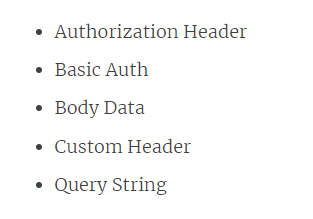 • Authorization Header
• Basic Auth
• Body Data
• Custom Header
• Query String